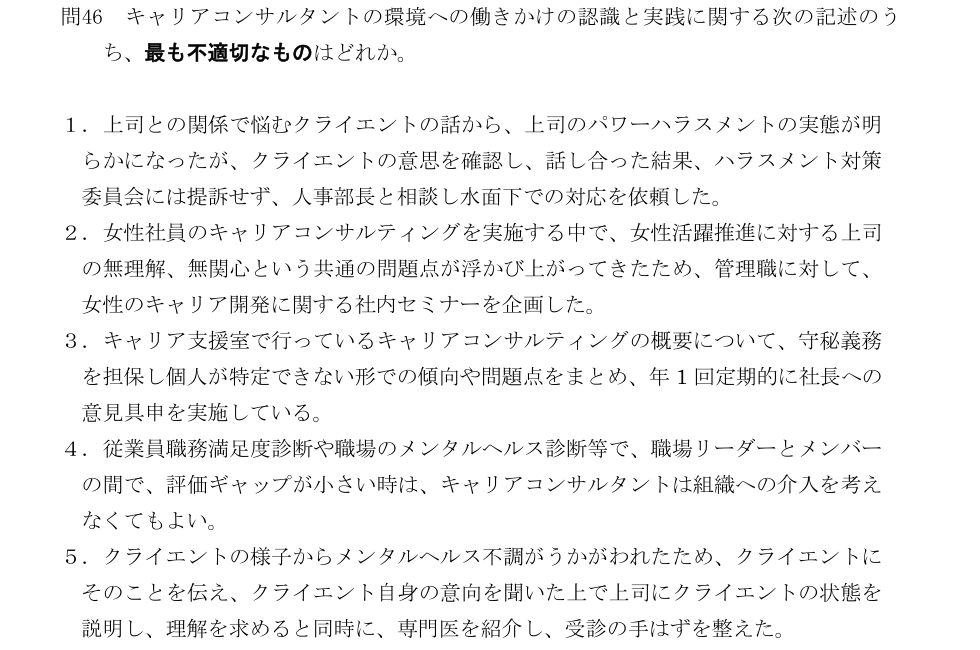 問46　キャリアコンサルタントの環境への働きかけの認識と実践に関する次の記述のう
ち、最も不適切なものはどれか。
１．上司との関係で悩むクライエントの話から、上司のパワーハラスメントの実態が明
らかになったが、クライエントの意思を確認し、話し合った結果、ハラスメント対策
委員会には提訴せず、人事部長と相談し水面下での対応を依頼した。
２．女性社員のキャリアコンサルティングを実施する中で、女性活躍推進に対する上司
の無理解、無関心という共通の問題点が浮かび上がってきたため、管理職に対して、
女性のキャリア開発に関する社内セミナーを企画した。
３．キャリア支援室で行っているキャリアコンサルティングの概要について、守秘義務
を担保し個人が特定できない形での傾向や問題点をまとめ、年１回定期的に社長への
意見具申を実施している。
４．従業員職務満足度診断や職場のメンタルヘルス診断等で、職場リーダーとメンバー
の間で、評価ギャップが小さい時は、キャリアコンサルタントは組織への介入を考え
なくてもよい。
５．クライエントの様子からメンタルヘルス不調がうかがわれたため、クライエントに
そのことを伝え、クライエント自身の意向を聞いた上で上司にクライエントの状態を
説明し、理解を求めると同時に、専門医を紹介し、受診の手はずを整えた。